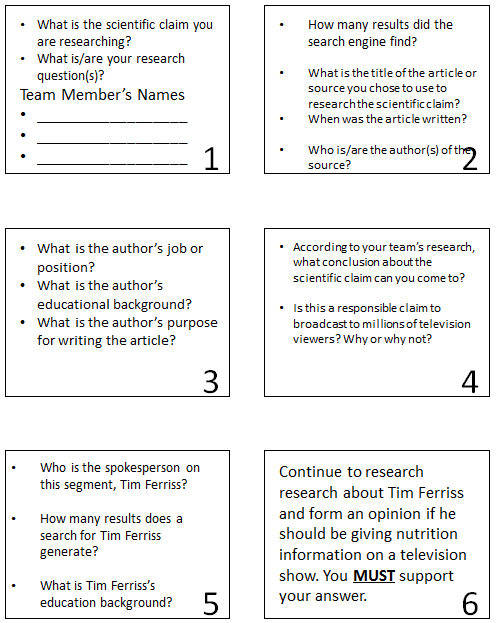 • What is the scientific claim you
are researching?
• What is/are your research
question(s)?
Team Member's Names
• ___________________
• ___________________
• ___________________
1
• How many results did the
search engine find?
• What is the title of the article or
source you chose to use to
research the scientific claim?
• When was the article written?
• Who is/are the author(s) of the
source?
2
• What is the author's job or
position?
• What is the author's
educational background?
• What is the author's purpose
for writing the article?
3
• According to your team's research,
what conclusion about the
scientific claim can you come to?
• Is this a responsible claim to
broadcast to millions of television
viewers? Why or why not?
4
• Who is the spokesperson on
this segment, Tim Ferriss?
• How many results does a
search for Tim Ferriss
generate?
• What is Tim Ferriss's
education background?
5
Continue to research
research about Tim Ferriss
and form an opinion if he
should be giving nutrition
information on a television
show. You MUST support
your answer.
6